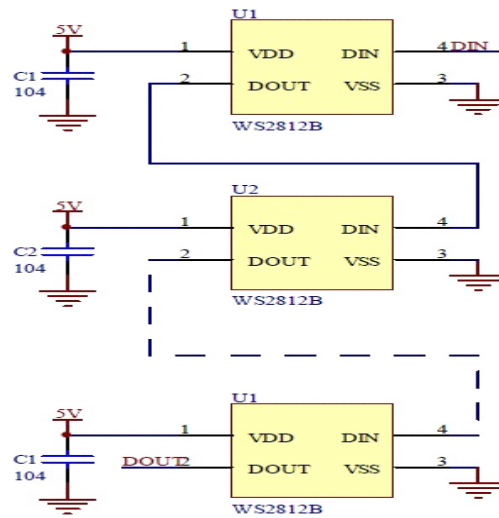 U1
5V
1 VDD DIN 4 DIN
C1
104
2 DOUT VSS 3
WS2812B
U2
5V
1 VDD DIN 4
C2
104
2 DOUT VSS 3
WS2812B
U1
5V
1 VDD DIN 4
C1
104
DOUT 2 DOUT VSS 3
WS2812B